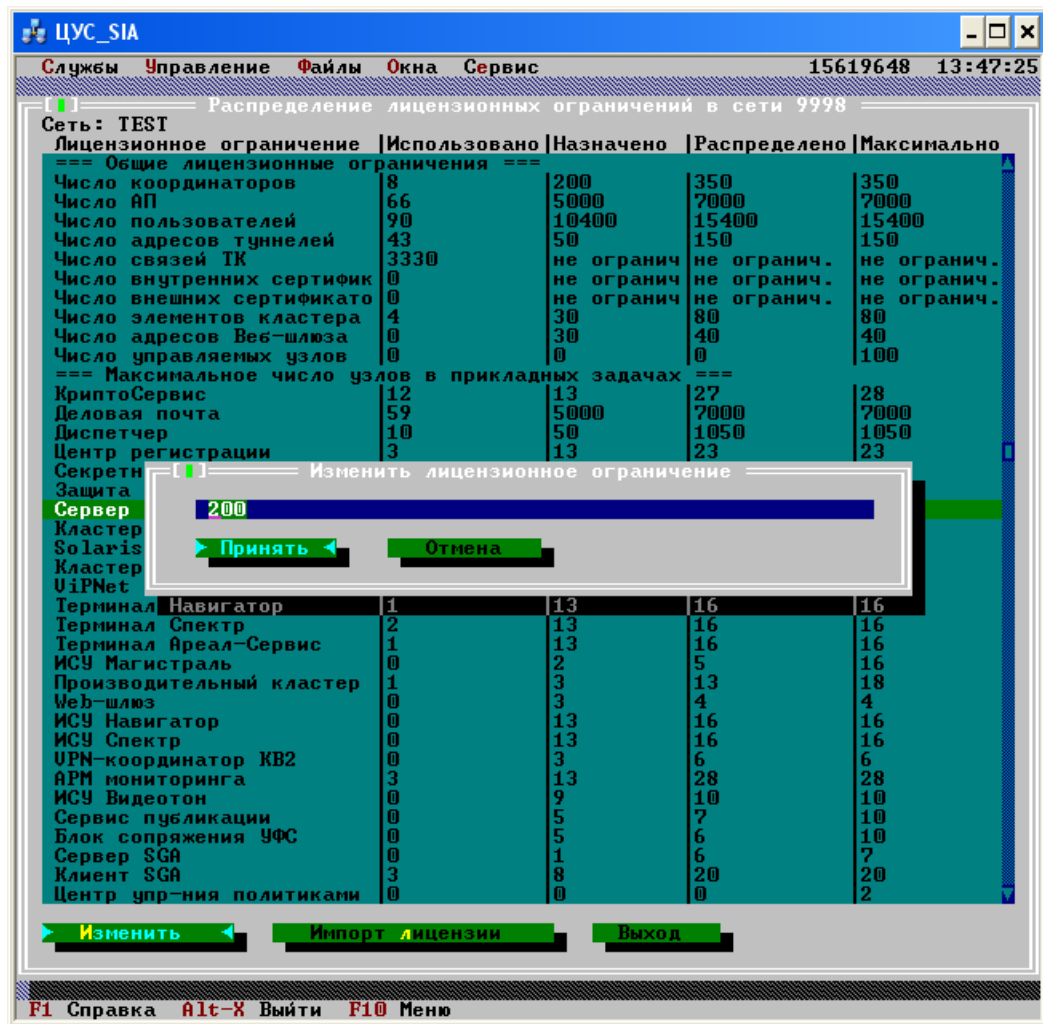 ЦУС_SIA
Службы Управление Файлы Окна Сервис 15619648 13:47:25
Распределение лицензионных ограничений в сети 9998
Сеть: TEST
Лицензионное ограничение |Использовано|Назначено |Распределено|Максимально
=== Общие лицензионные ограничения ===
Число координаторов |8 |200 |350 |350
Число АП |66 |5000 |7000 |7000
Число пользователей |90 |10400 |15400 |15400
Число адресов туннелей |43 |50 |150 |150
Число связей ТК |3330 |не огранич|не огранич. |не огранич.
Число внутренних сертифик|0 |не огранич|не огранич. |не огранич.
Число внешних сертификато|0 |не огранич|не огранич. |не огранич.
Число элементов кластера |4 |30 |80 |80
Число адресов Веб-шлюза |0 |30 |40 |40
Число управляемых узлов |0 |0 |0 |100
=== Максимальное число узлов в прикладных задачах ===
КриптоСервис |12 |13 |27 |28
Деловая почта |59 |5000 |7000 |7000
Диспетчер |10 |50 |1050 |1050
Центр регистрации |3 |13 |23 |23
Секретн
Изменить лицензионное ограничение
Защита
Сервер
200
Кластер
Solaris
Принять Отмена
Кластер
ViPNet
Терминал Навигатор |1 |13 |16 |16
Терминал Спектр |2 |13 |16 |16
Терминал Ареал-Сервис |1 |13 |16 |16
ИСУ Магистраль |0 |2 |5 |16
Производительный кластер |1 |3 |13 |18
Web-шлюз |0 |3 |4 |4
ИСУ Навигатор |0 |13 |16 |16
ИСУ Спектр |0 |13 |16 |16
VPN-координатор КВ2 |0 |3 |6 |6
АРМ мониторинга |3 |13 |28 |28
ИСУ Видеотон |0 |9 |10 |10
Сервис публикации |0 |5 |7 |10
Блок сопряжения УФС |0 |5 |6 |10
Сервер SGA |0 |1 |6 |7
Клиент SGA |3 |8 |20 |20
Центр упр-ния политиками |0 |0 |0 |2
Изменить Импорт лицензии Выход
F1 Справка Alt-X Выйти F10 Меню